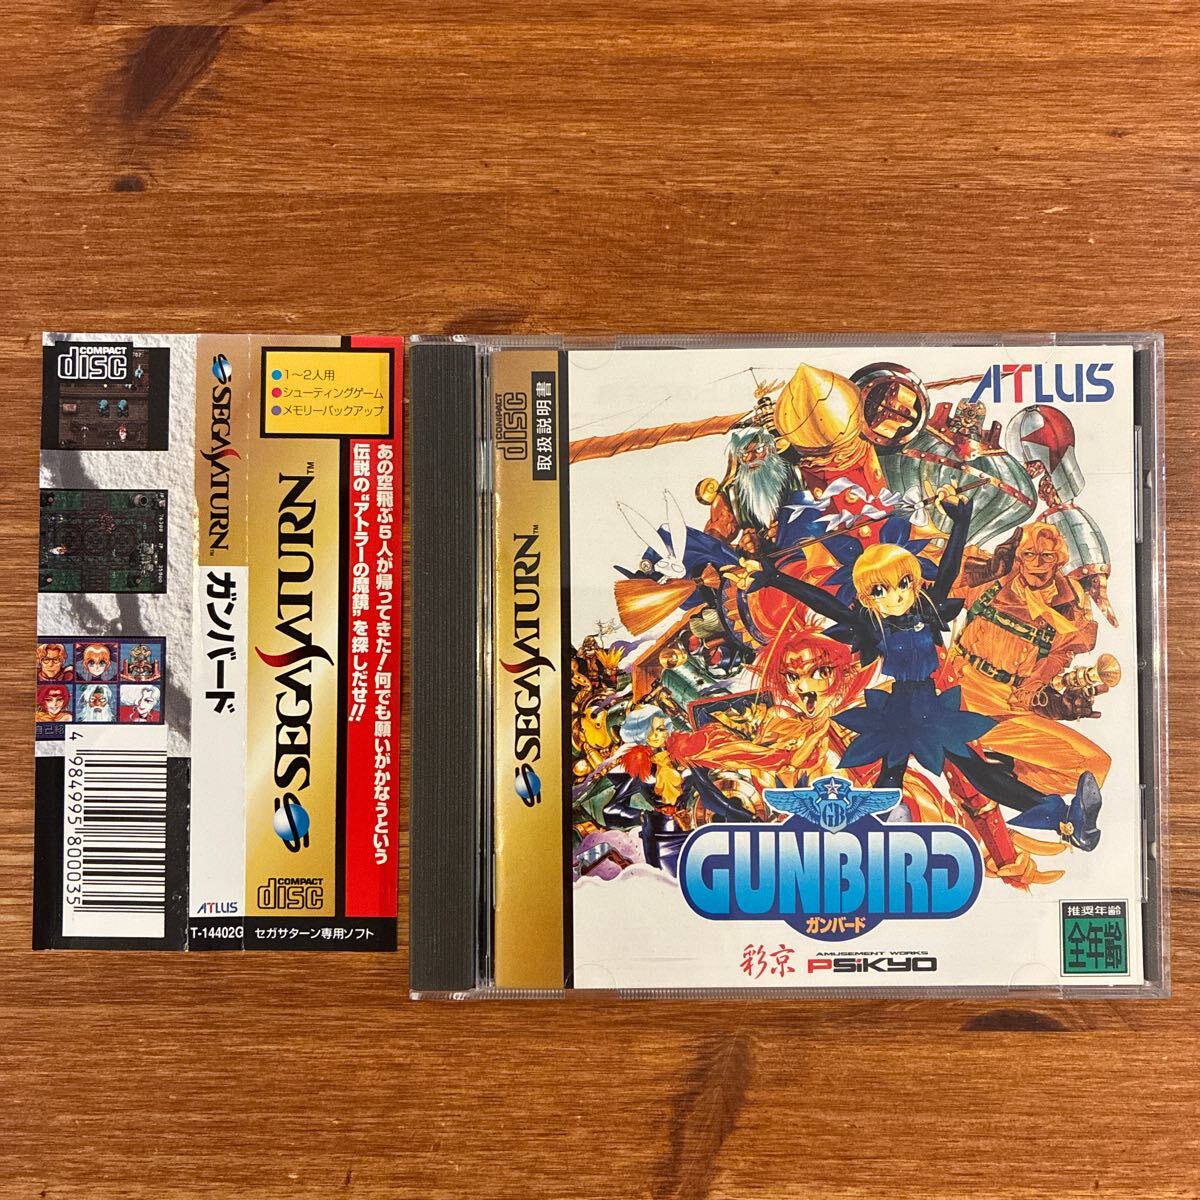 COMPACT
disc
4 984995 800035
SEGA SATURN™
ガンバード
ATLUS
T-14402G
●1〜2人用
●シューティングゲーム
●メモリーバックアップ
SEGA SATURN™
COMPACT
disc
セガサターン専用ソフト
あの空飛ぶ5人が帰ってきた!何でも願いがかなうという
伝説の"アトラーの魔鏡"を探しだせ!!
COMPACT
disc
取扱説明書
SEGA SATURN™
ATLUS
GB
GUNBIRD
ガンバード
彩京
AMUSEMENT WORKS
PSiKYO
推奨年齢
全年齢